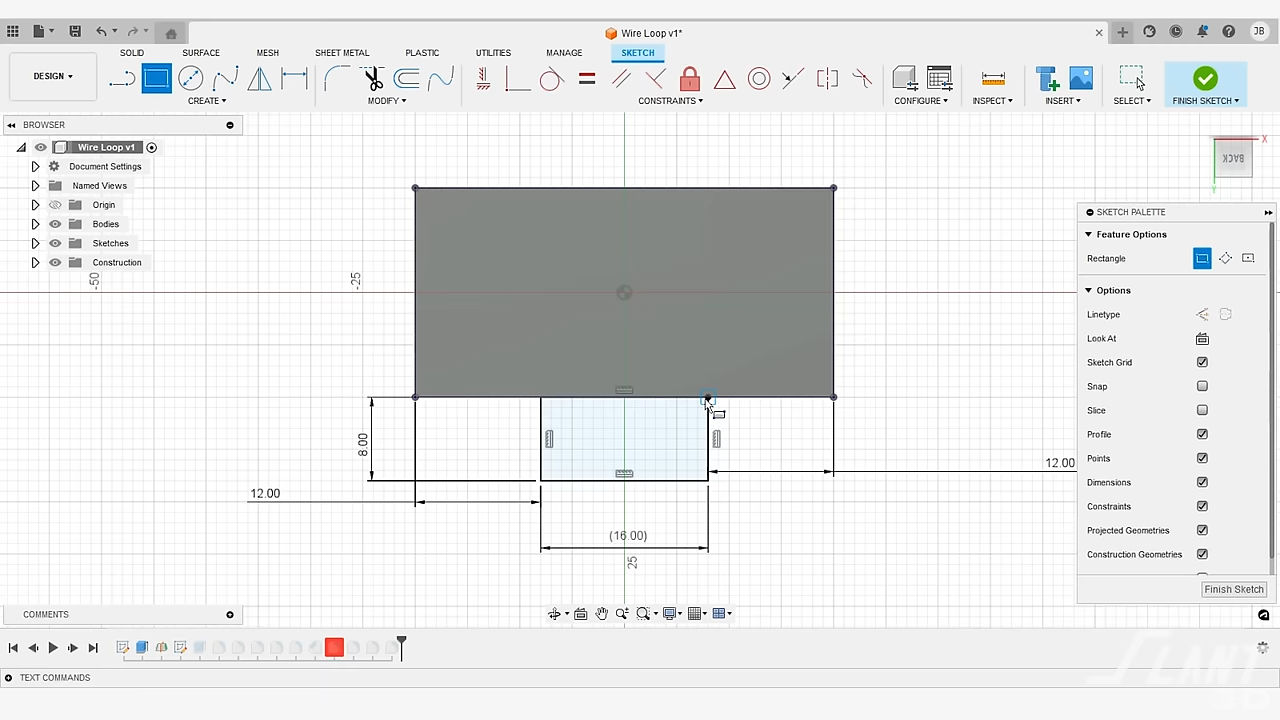 Wire Loop v1*
JB
SOLID SURFACE MESH SHEET METAL PLASTIC UTILITIES MANAGE SKETCH
DESIGN
CREATE MODIFY CONSTRAINTS CONFIGURE INSPECT INSERT SELECT FINISH SKETCH
BROWSER
Wire Loop v1
Document Settings
Named Views
Origin
Bodies
Sketches
Construction
BACK
X
Y
-50
-25
25
8.00
12.00
12.00
(16.00)
SKETCH PALETTE
Feature Options
Rectangle
Options
Linetype
Look At
Sketch Grid
Snap
Slice
Profile
Points
Dimensions
Constraints
Projected Geometries
Construction Geometries
Finish Sketch
COMMENTS
TEXT COMMANDS
SLANT
3D